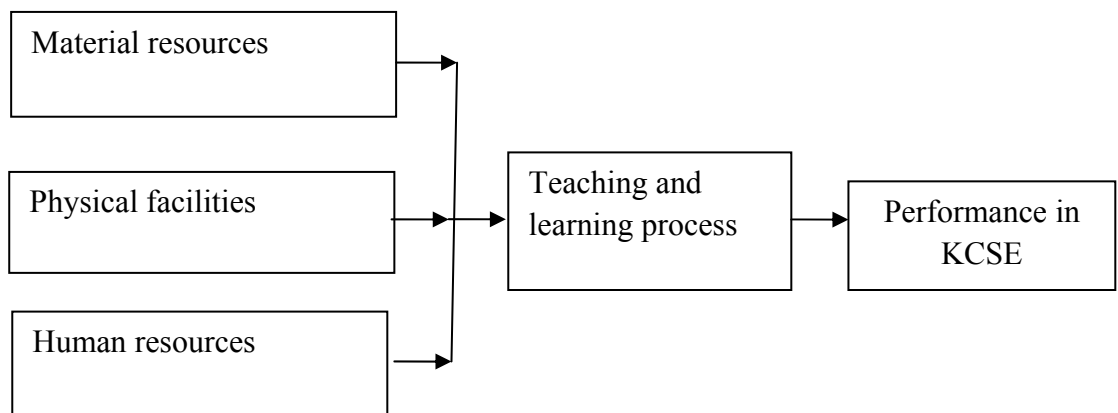 Material resources
Physical facilities
Human resources
Teaching and
learning process
Performance in
KCSE